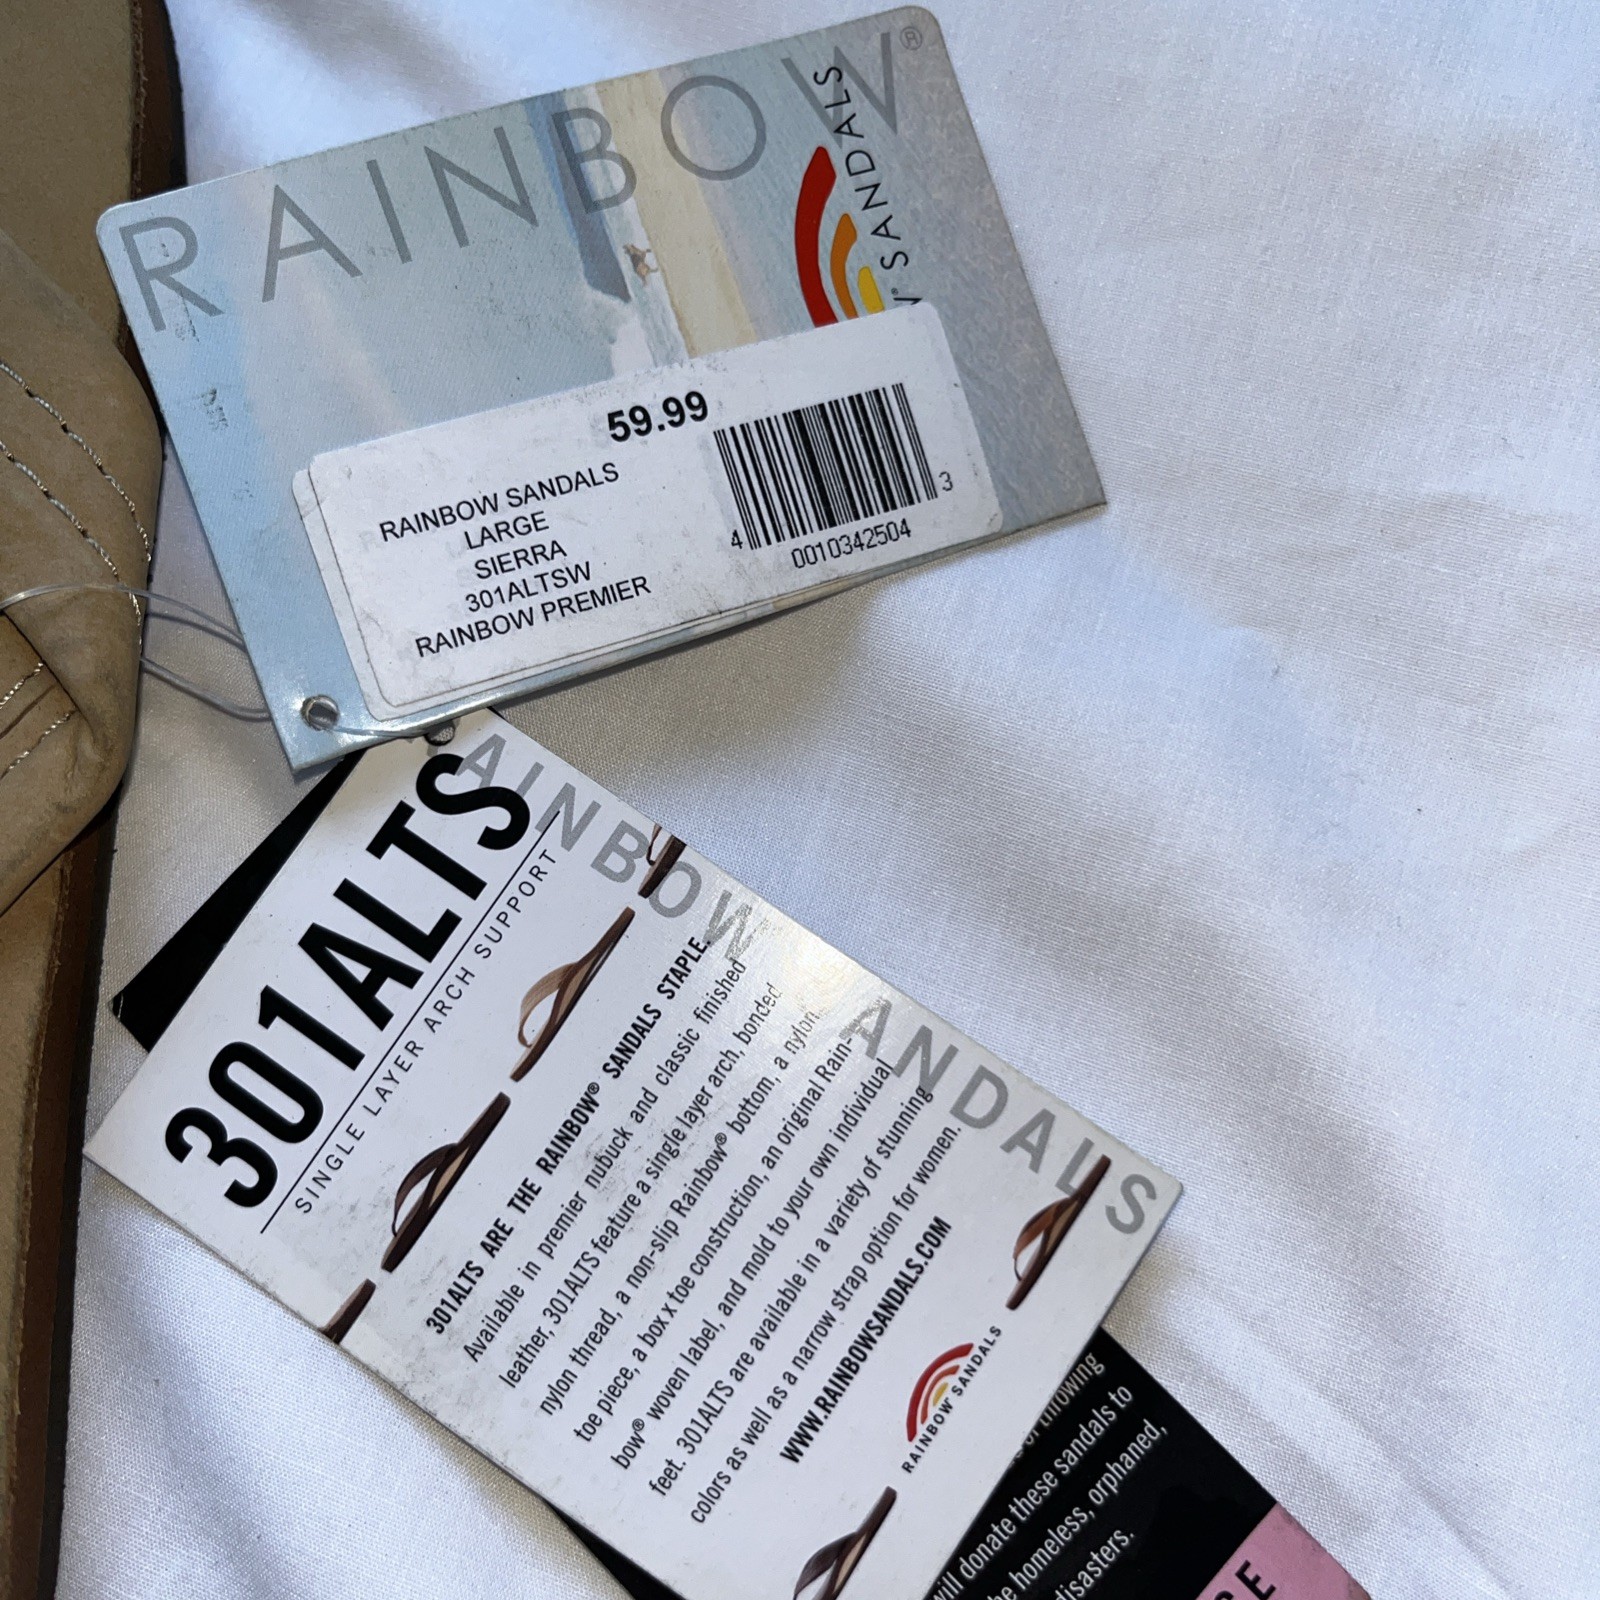 RAINBOW®
SANDALS
59.99
RAINBOW SANDALS
LARGE
SIERRA
301ALTSW
RAINBOW PREMIER
4 0010342504 3
RAINBOW SANDALS
301ALTS
SINGLE LAYER ARCH SUPPORT
301ALTS ARE THE RAINBOW® SANDALS STAPLE.
Available in premier nubuck and classic finished
leather, 301ALTS feature a single layer arch, bonded
nylon thread, a non-slip Rainbow® bottom, a nylon
toe piece, a box x toe construction, an original Rain-
bow® woven label, and mold to your own individual
feet. 301ALTS are available in a variety of stunning
colors as well as a narrow strap option for women.
WWW.RAINBOWSANDALS.COM
RAINBOW® SANDALS
throwing
will donate these sandals to
the homeless, orphaned,
disasters.